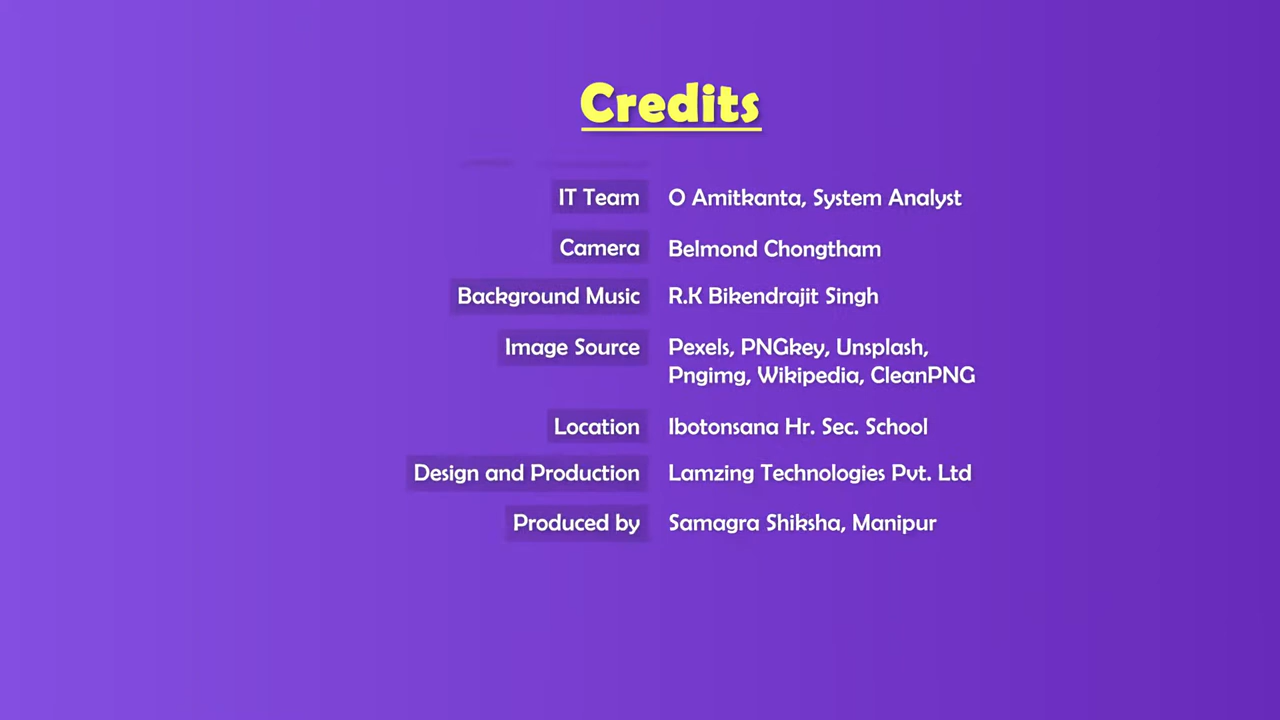 Credits
IT Team O Amitkanta, System Analyst
Camera Belmond Chongtham
Background Music R.K Bikendrajit Singh
Image Source Pexels, PNGkey, Unsplash,
Pngimg, Wikipedia, CleanPNG
Location Ibotonsana Hr. Sec. School
Design and Production Lamzing Technologies Pvt. Ltd
Produced by Samagra Shiksha, Manipur